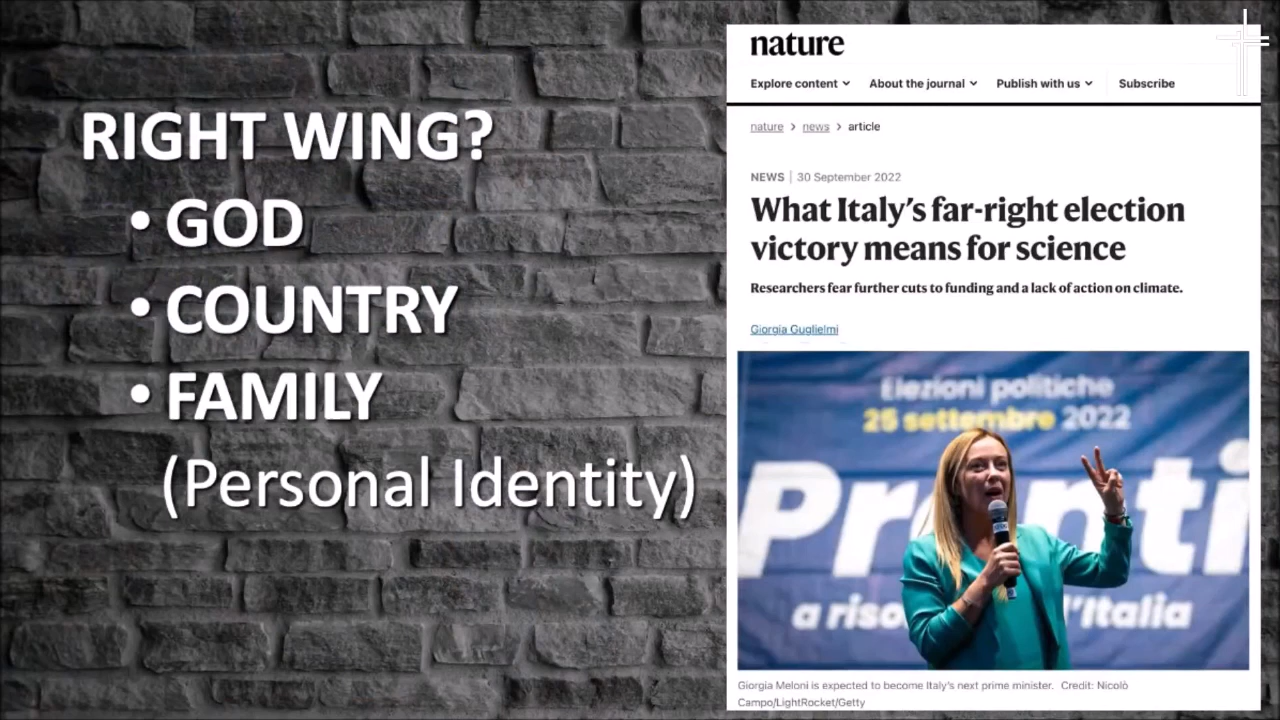 RIGHT WING?
• GOD
• COUNTRY
• FAMILY
(Personal Identity)
nature
Explore content About the journal Publish with us Subscribe
nature > news > article
NEWS | 30 September 2022
What Italy's far-right election
victory means for science
Researchers fear further cuts to funding and a lack of action on climate.
Giorgia Guglielmi
Elezioni politiche
25 settembre 2022
Pr nti
a riso l'Italia
Giorgia Meloni is expected to become Italy's next prime minister. Credit: Nicolò
Campo/LightRocket/Getty